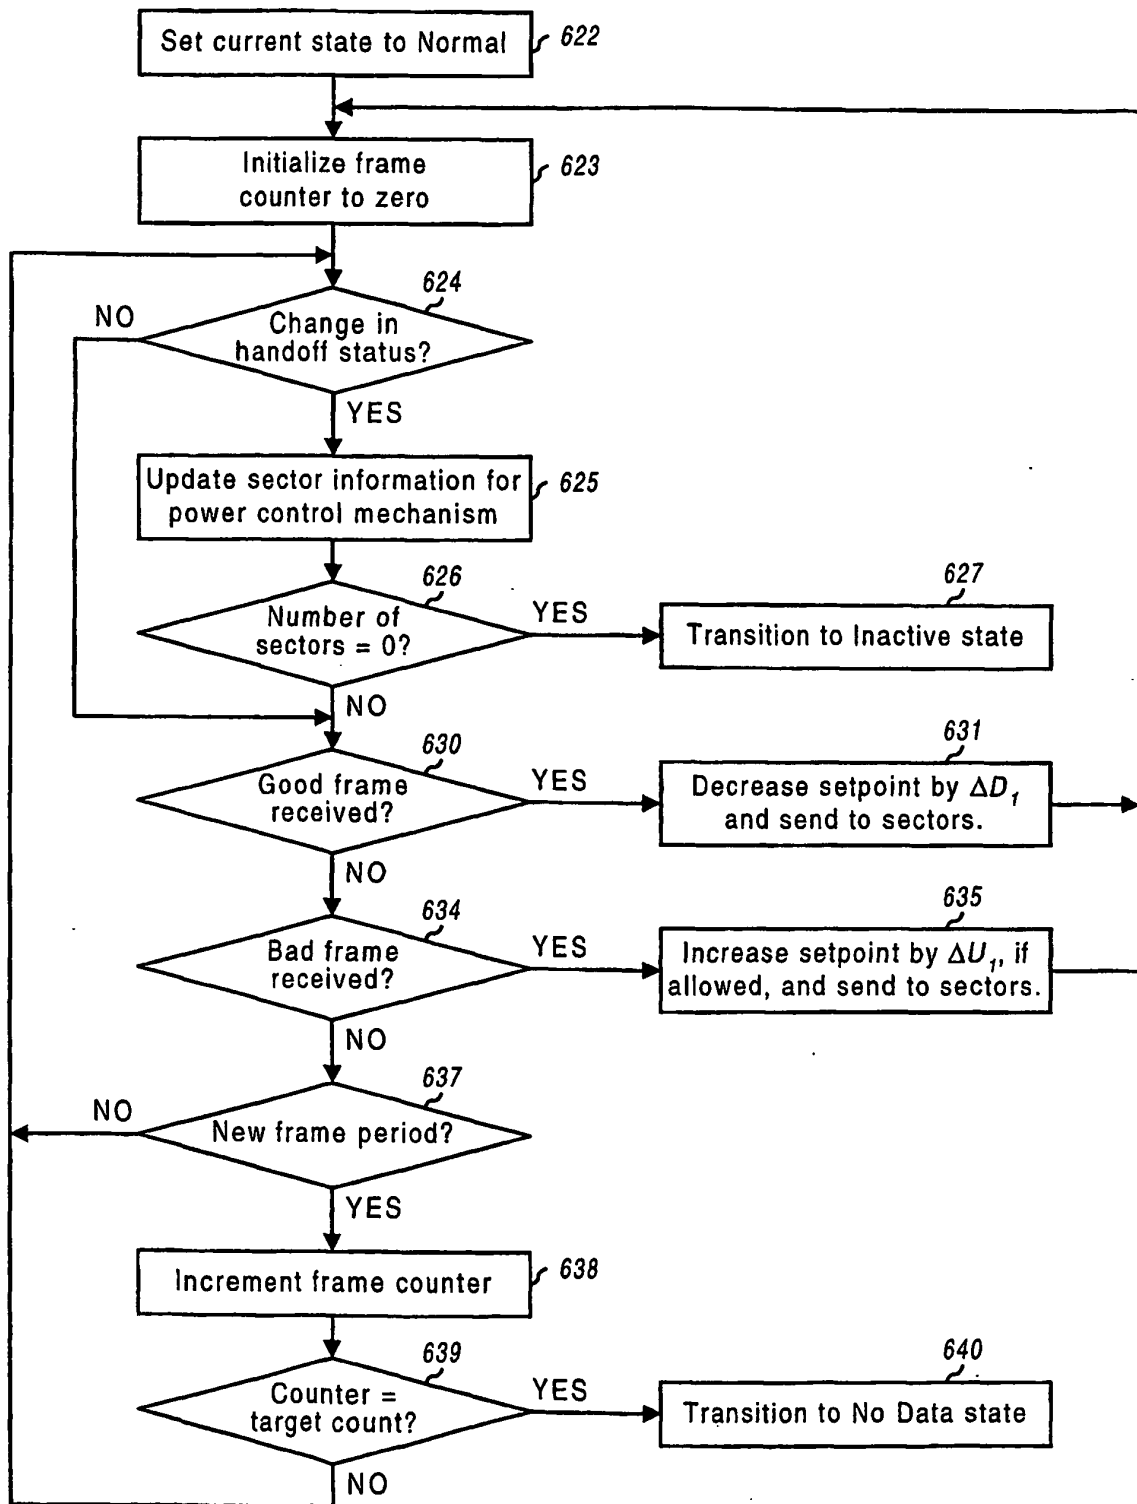 Set current state to Normal
622
Initialize frame
counter to zero
623
624
NO
Change in
handoff status?
YES
Update sector information for
power control mechanism
625
626
Number of
sectors = 0?
YES
627
Transition to Inactive state
NO
630
Good frame
received?
YES
631
Decrease setpoint by ΔD₁
and send to sectors.
NO
634
Bad frame
received?
YES
635
Increase setpoint by ΔU₁, if
allowed, and send to sectors.
NO
637
NO
New frame period?
YES
Increment frame counter
638
639
Counter =
target count?
YES
640
Transition to No Data state
NO